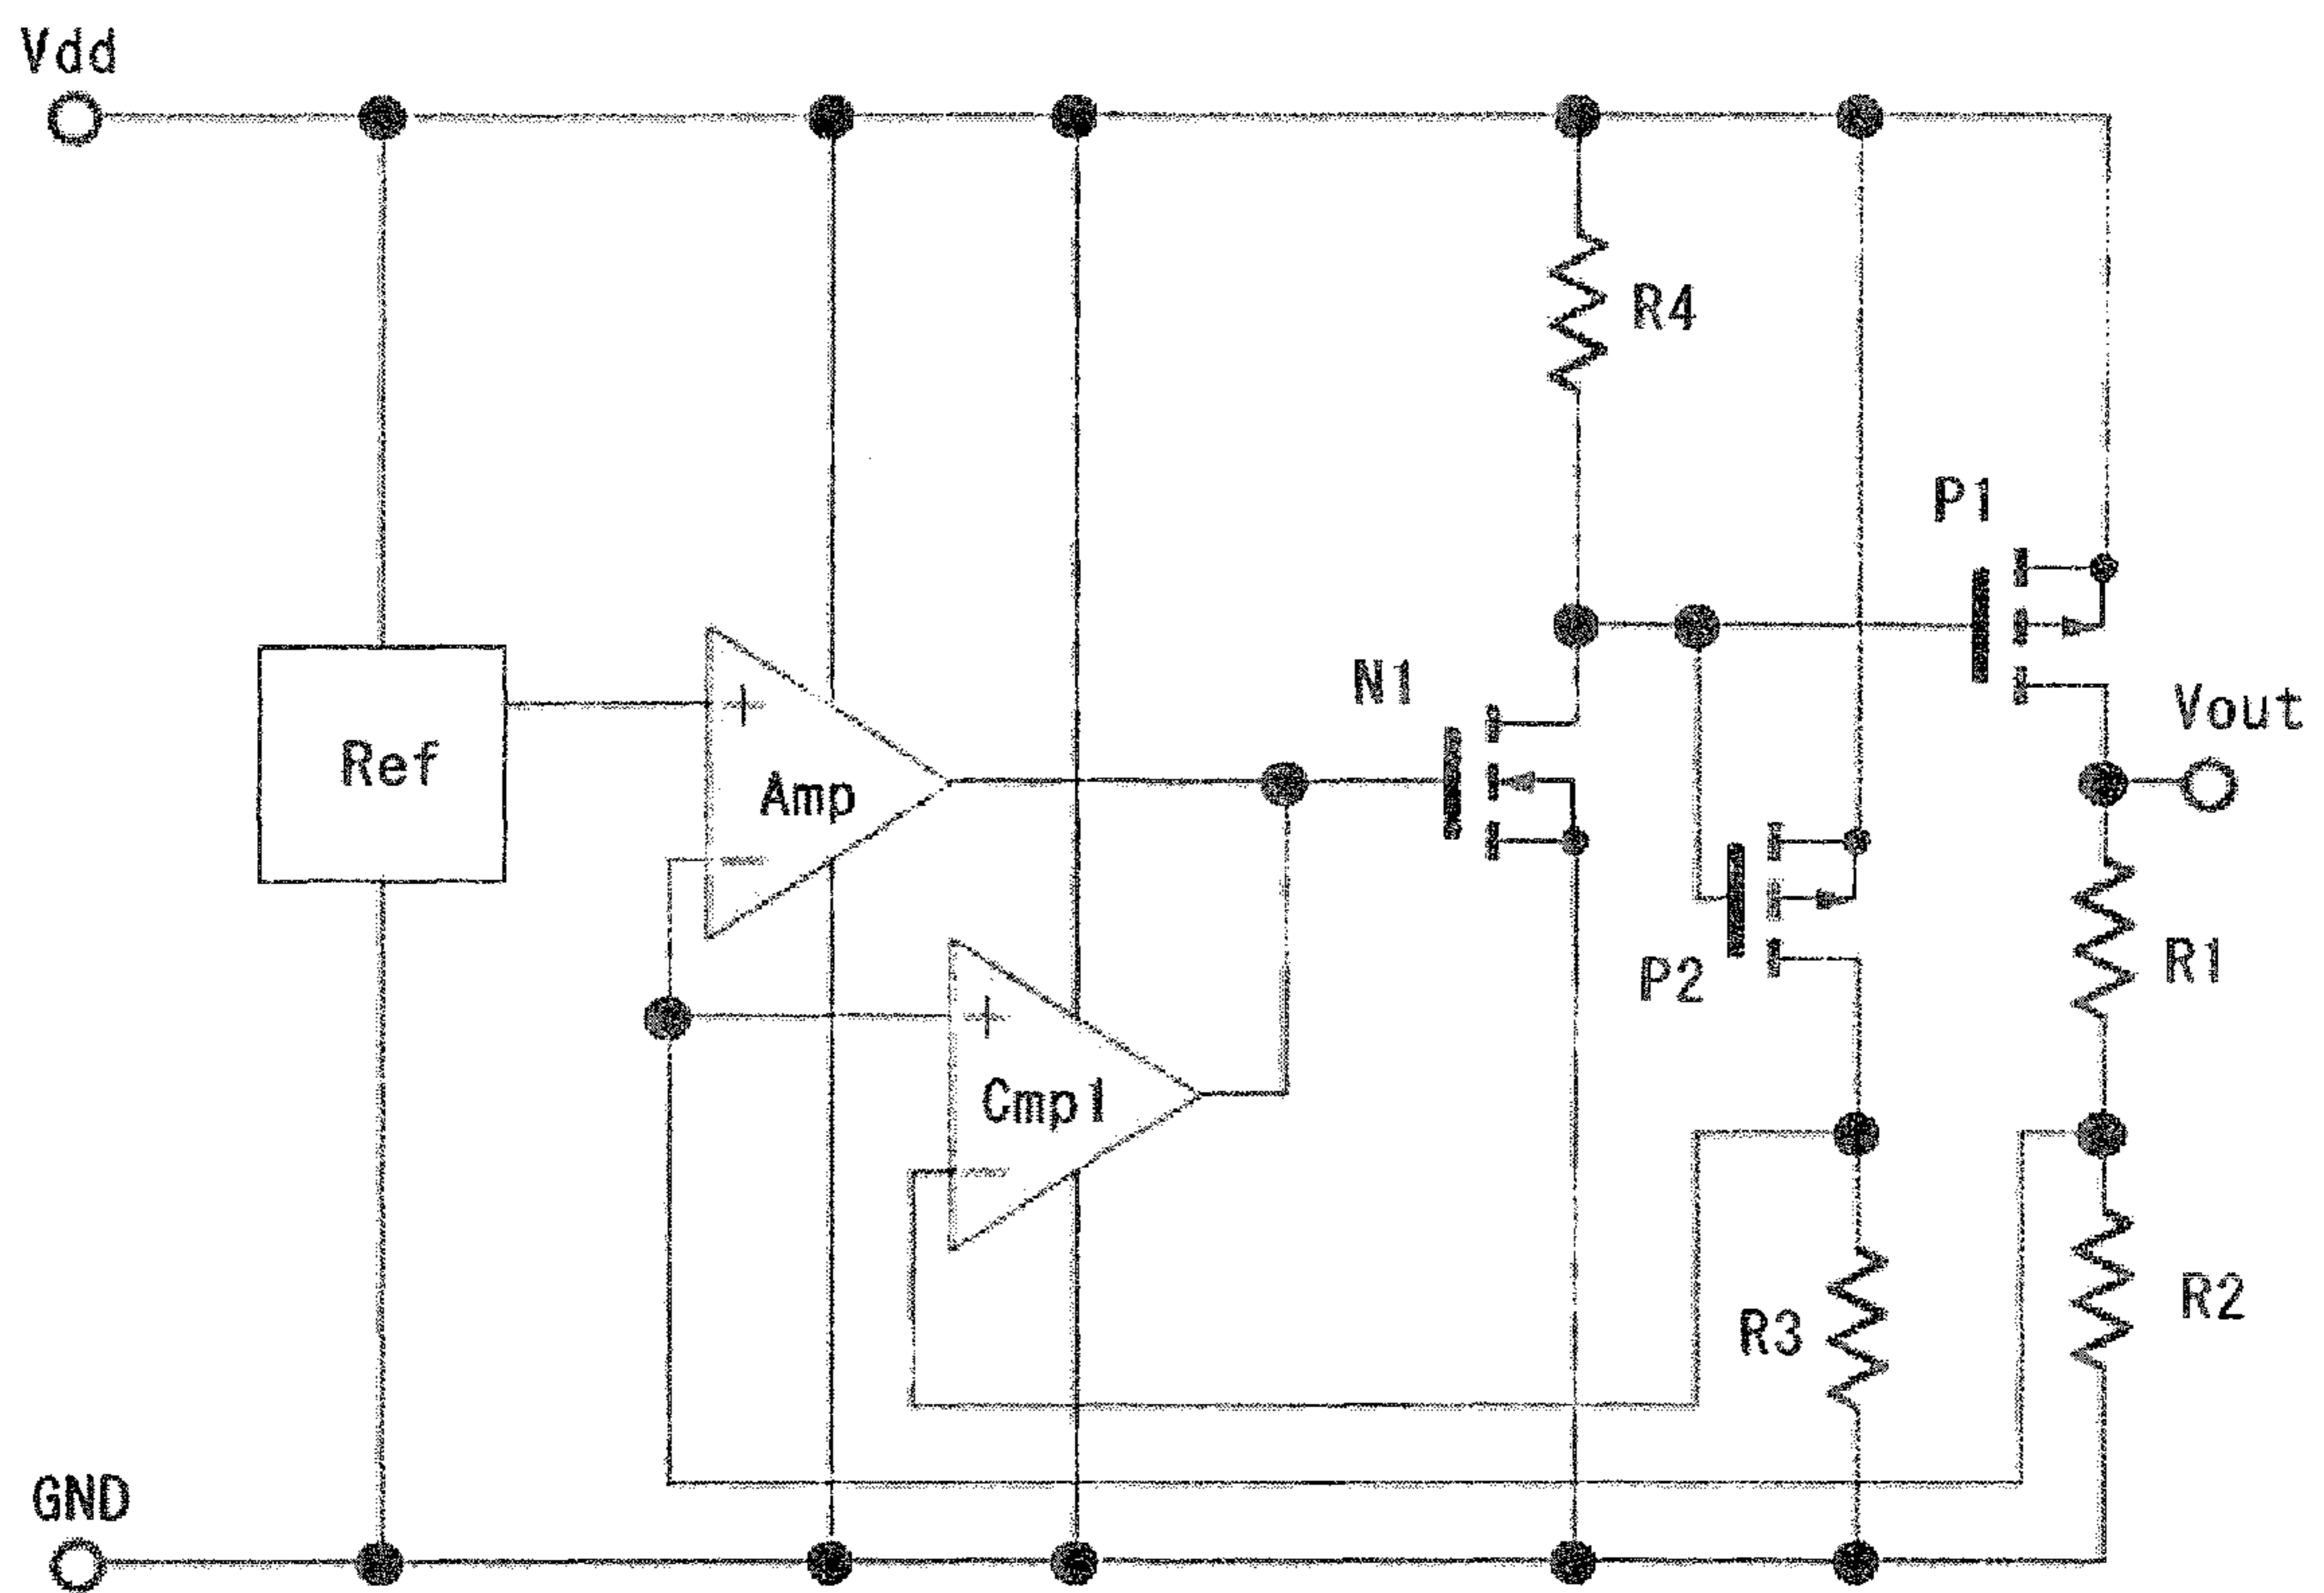 Vdd
R4
P1
N1
Vout
Ref
+
Amp
−
P2
R1
+
Cmp1
−
R3
R2
GND